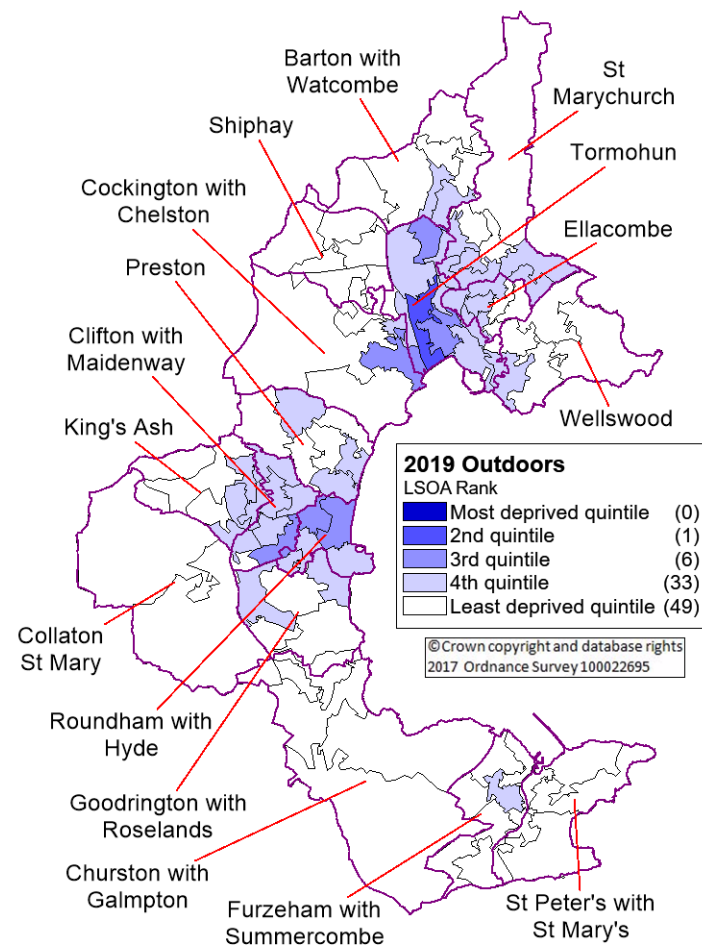 Barton with
Watcombe
St
Marychurch
Shiphay
Tormohun
Cockington with
Chelston
Ellacombe
Preston
Clifton with
Maidenway
Wellswood
King's Ash
2019 Outdoors
LSOA Rank
Most deprived quintile (0)
2nd quintile (1)
3rd quintile (6)
4th quintile (33)
Least deprived quintile (49)
©Crown copyright and database rights
2017 Ordnance Survey 100022695
Collaton
St Mary
Roundham with
Hyde
Goodrington with
Roselands
Churston with
Galmpton
Furzeham with
Summercombe
St Peter's with
St Mary's